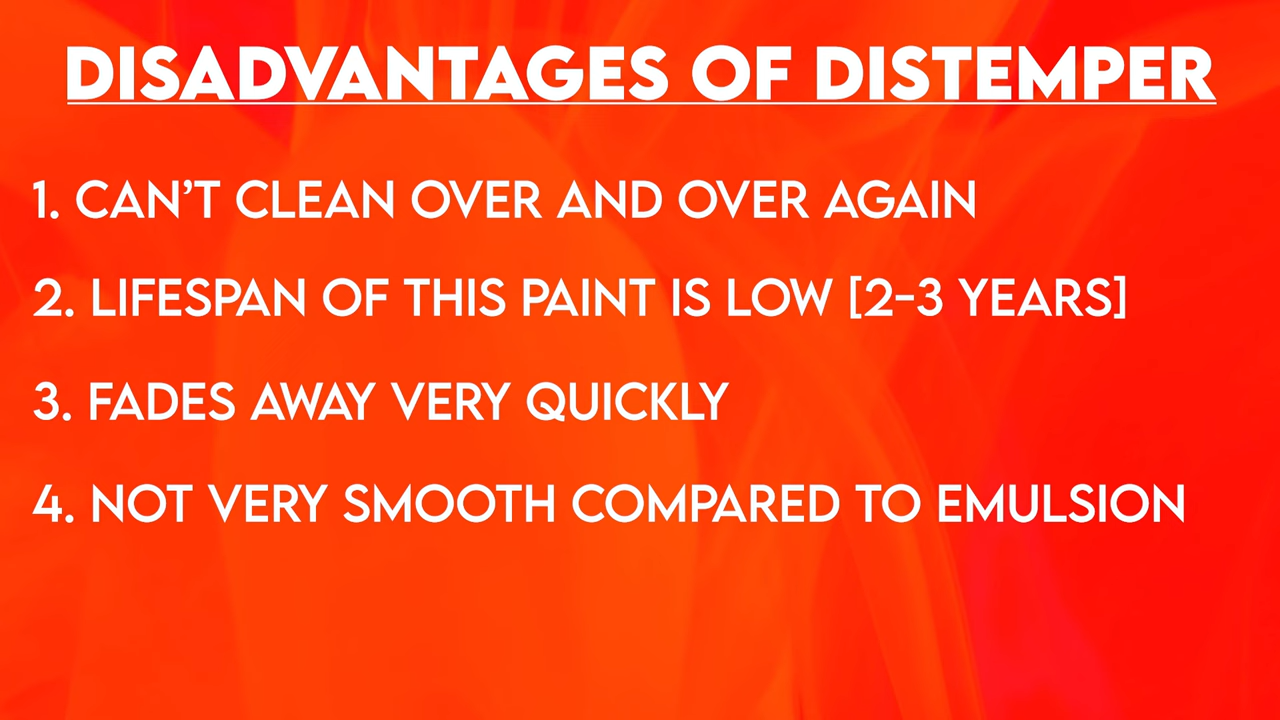 DISADVANTAGES OF DISTEMPER
1. CAN'T CLEAN OVER AND OVER AGAIN
2. LIFESPAN OF THIS PAINT IS LOW [2-3 YEARS]
3. FADES AWAY VERY QUICKLY
4. NOT VERY SMOOTH COMPARED TO EMULSION